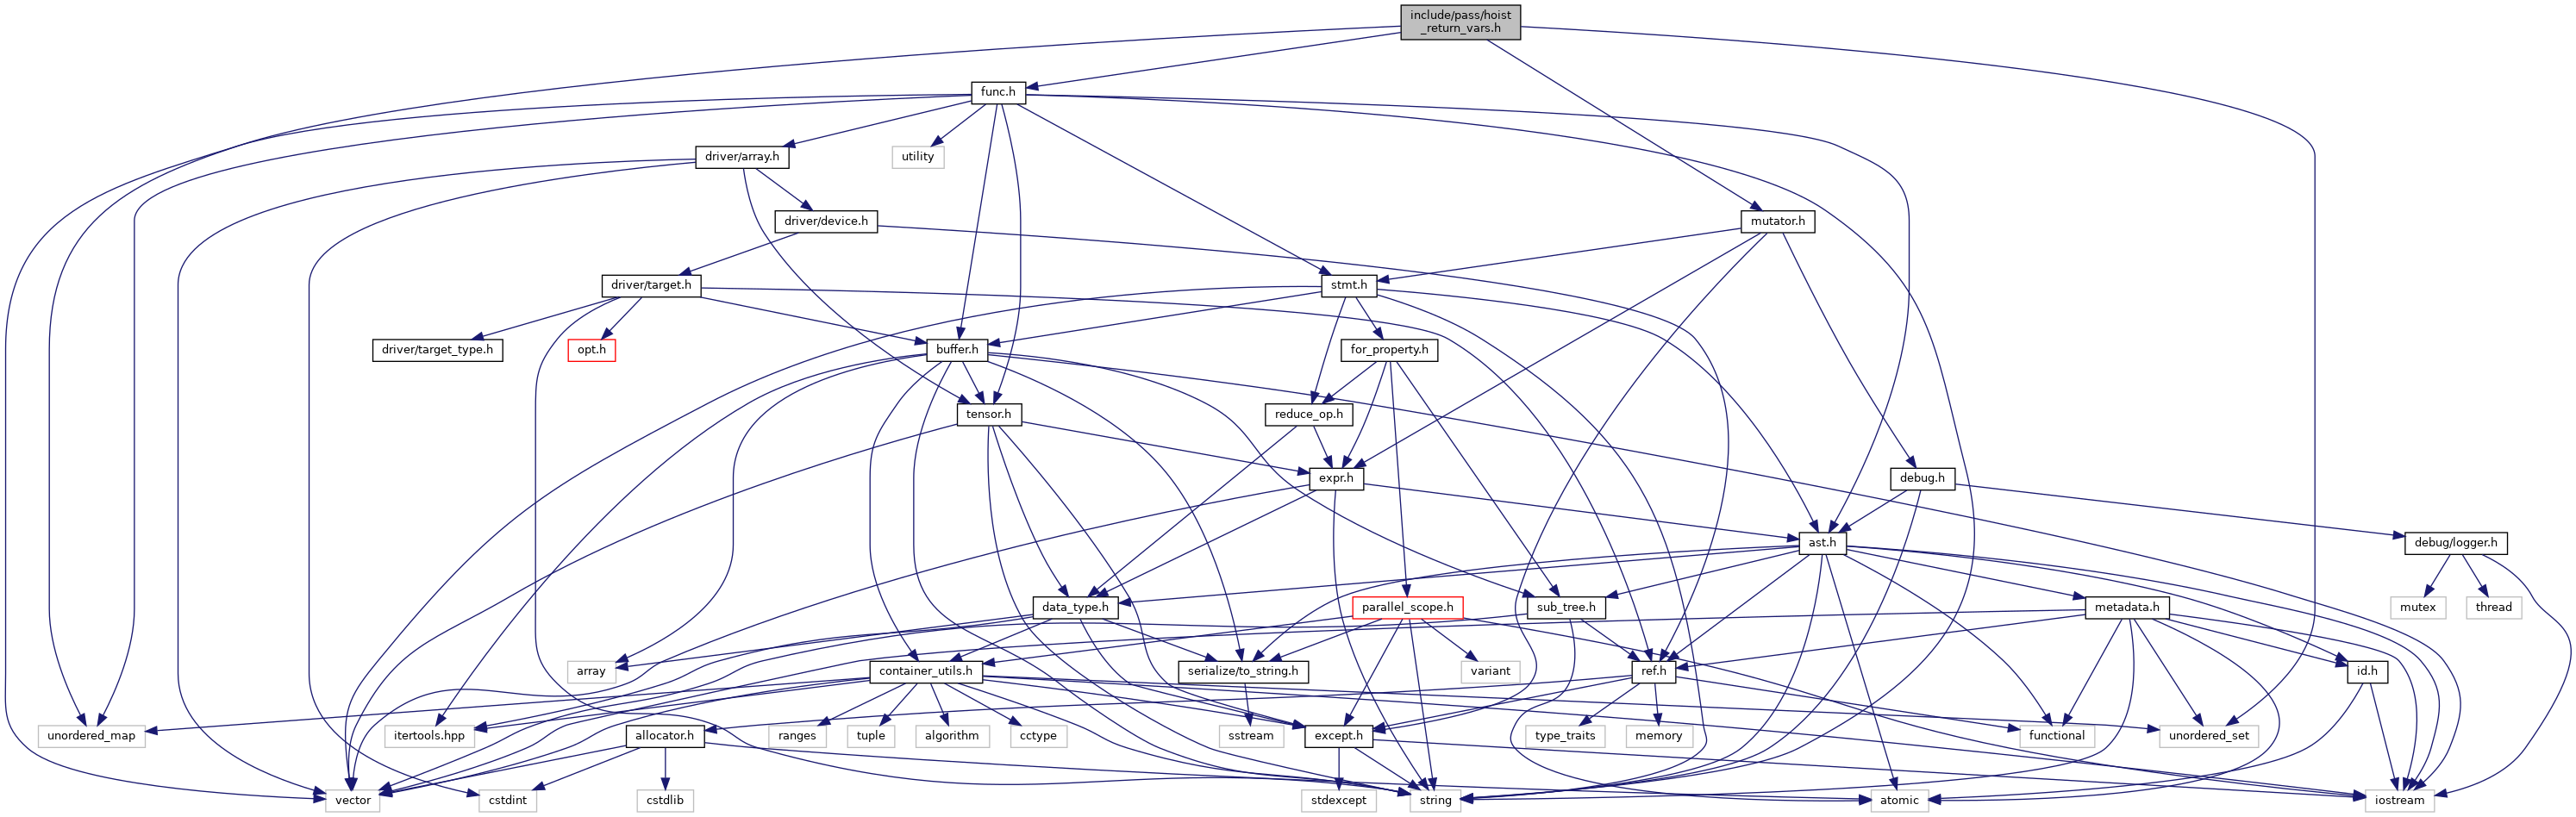 include/pass/hoist
_return_vars.h
func.h
driver/array.h
utility
driver/device.h
mutator.h
driver/target.h
stmt.h
driver/target_type.h
opt.h
buffer.h
for_property.h
tensor.h
reduce_op.h
expr.h
debug.h
ast.h
debug/logger.h
data_type.h
parallel_scope.h
sub_tree.h
metadata.h
mutex
thread
array
container_utils.h
serialize/to_string.h
variant
ref.h
id.h
unordered_map
itertools.hpp
allocator.h
ranges
tuple
algorithm
cctype
sstream
except.h
type_traits
memory
functional
unordered_set
vector
cstdint
cstdlib
stdexcept
string
atomic
iostream